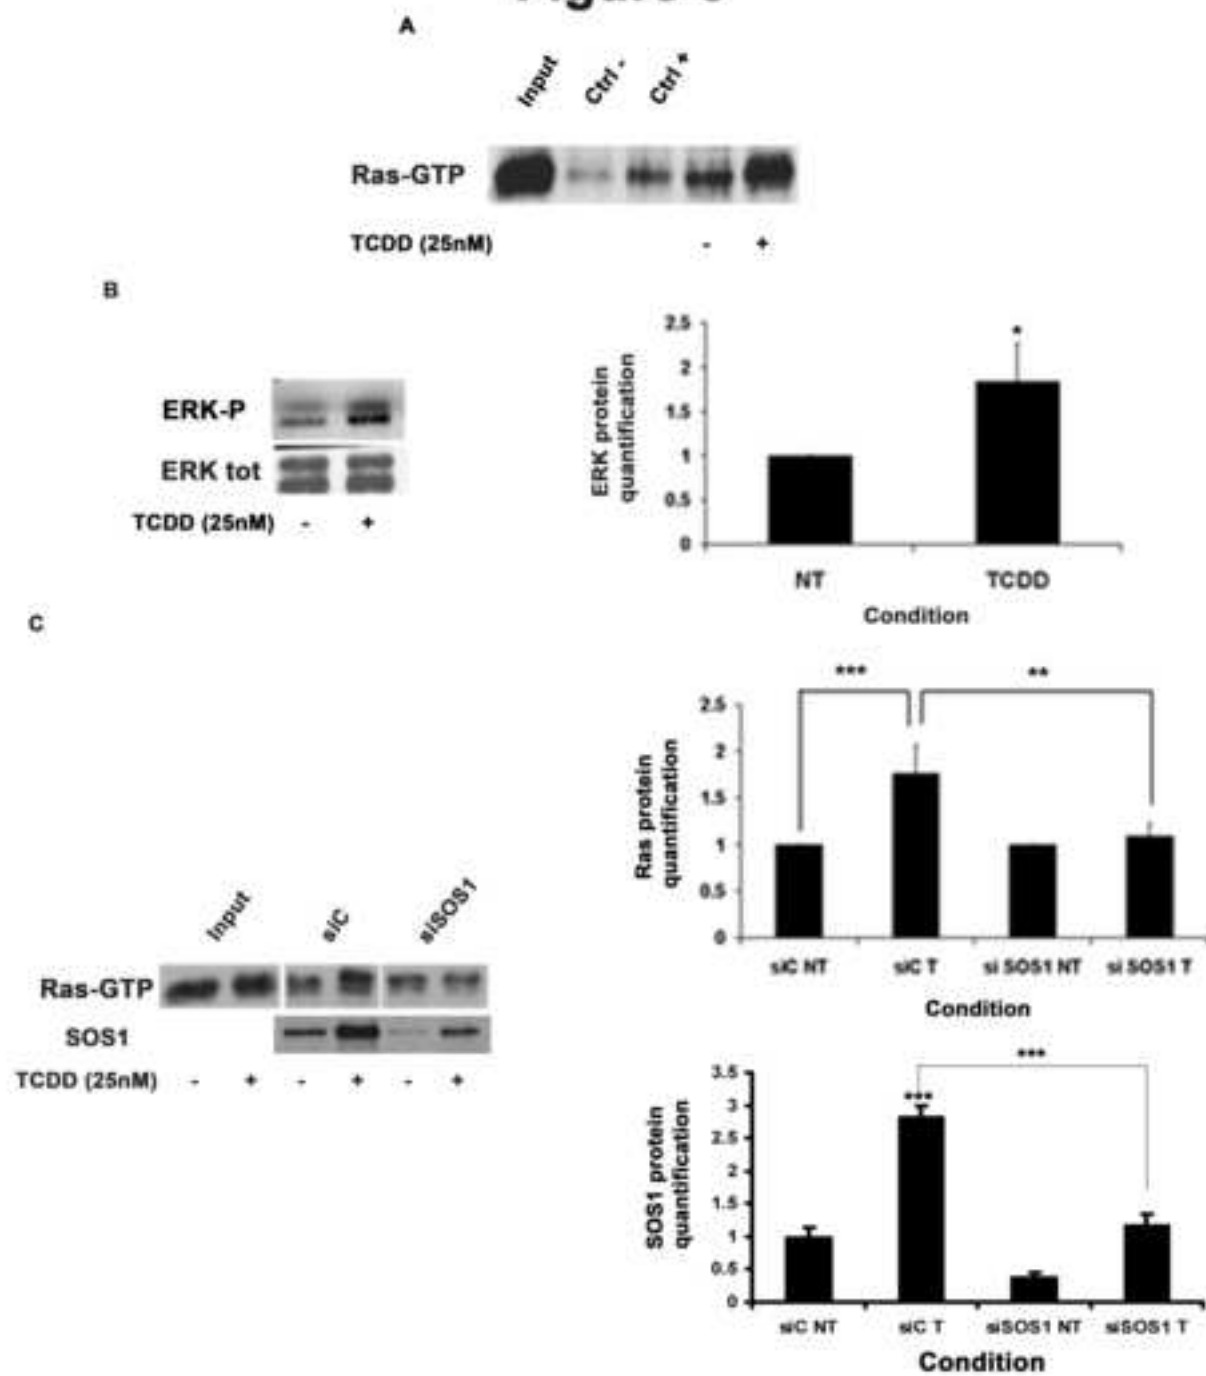 A
Input Ctrl - Ctrl +
Ras-GTP
TCDD (25nM) - +
B
ERK-P
ERK tot
TCDD (25nM) - +
ERK protein
quantification
2.5
2
1.5
1
0.5
0
*
NT TCDD
Condition
C
Input siC siSOS1
Ras-GTP
SOS1
TCDD (25nM) - + - + - +
Ras protein
quantification
*** **
2.5
2
1.5
1
0.5
0
siC NT siC T si SOS1 NT si SOS1 T
Condition
SOS1 protein
quantification
***
***
3.5
3
2.5
2
1.5
1
0.5
0
siC NT siC T siSOS1 NT siSOS1 T
Condition